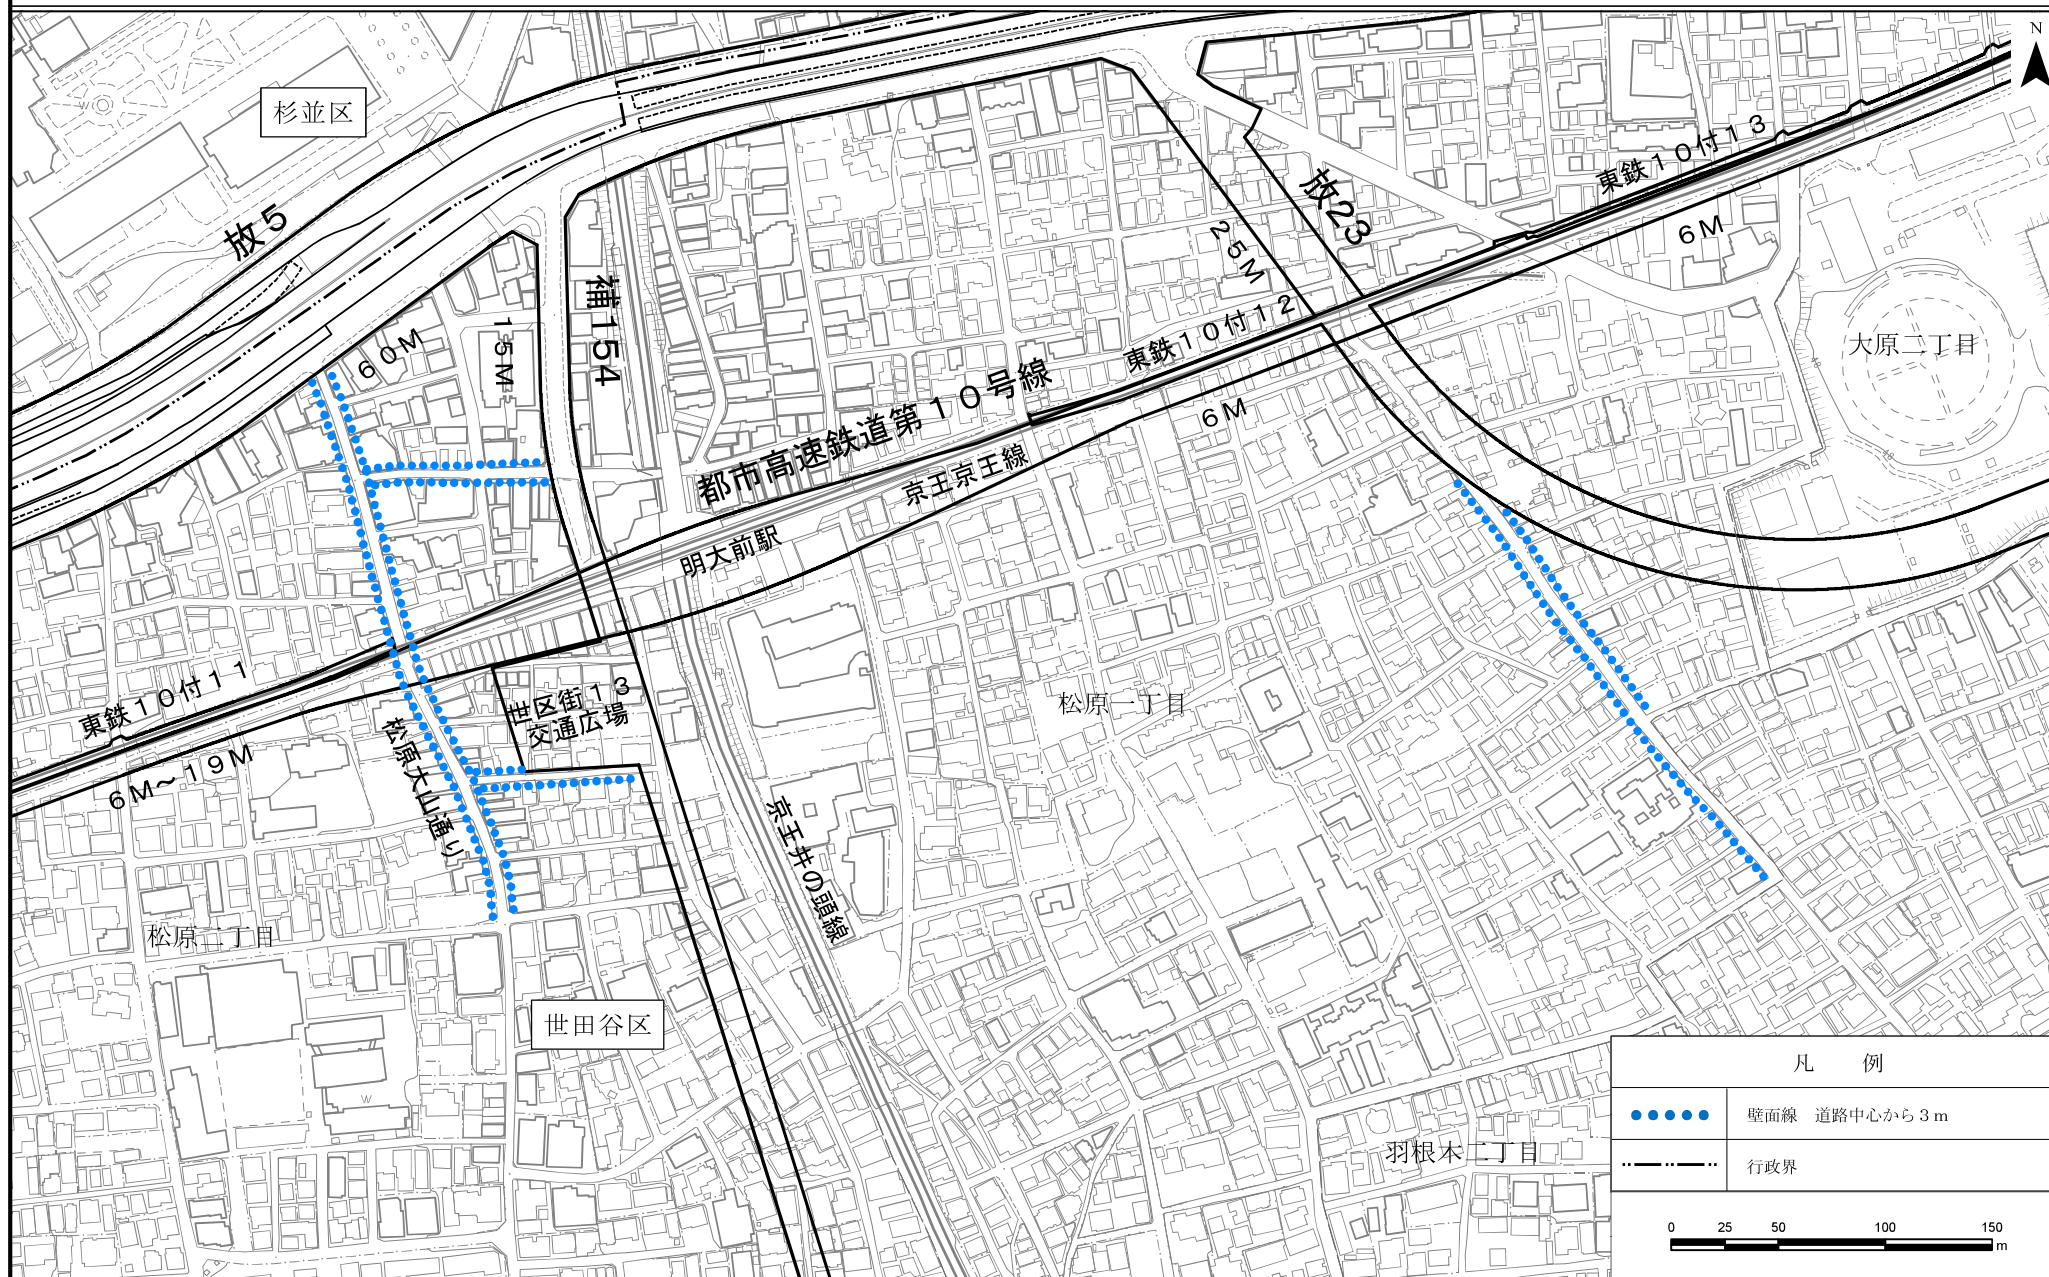 N
杉並区
放5
東鉄10付13
放23
6M
25M
補154
大原二丁目
60M
15M
東鉄10付12
都市高速鉄道第10号線
6M
京王京王線
明大前駅
東鉄10付11
世区街13
交通広場
松原一丁目
松原大山通り
6M～19M
京王井の頭線
松原二丁目
世田谷区
羽根木二丁目
W
W
凡　例
壁面線　道路中心から3m
行政界
0 25 50 100 150
m